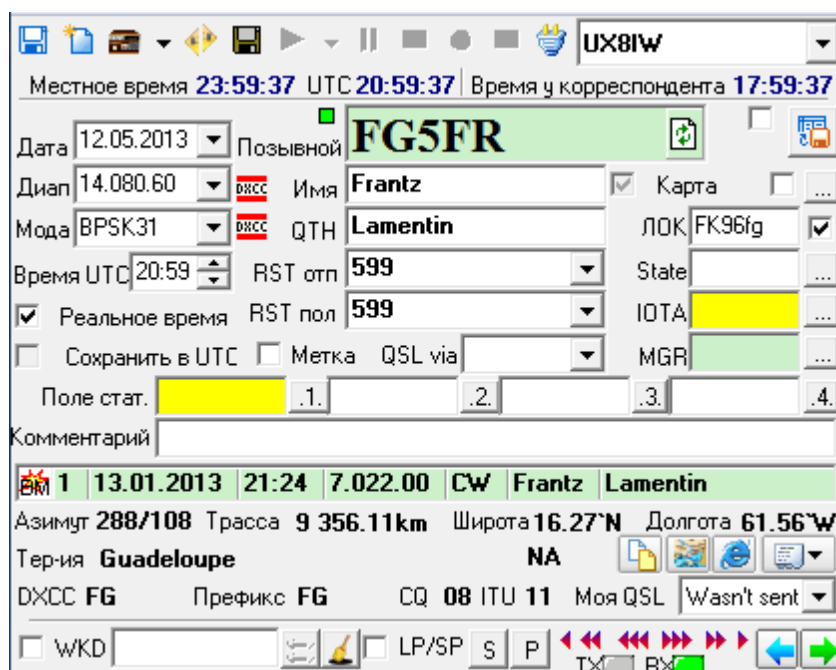 UX8IW
Местное время 23:59:37 UTC 20:59:37 Время у корреспондента 17:59:37
Дата 12.05.2013 Позывной FG5FR
Диап 14.080.60 DXCC Имя Frantz Карта ...
Мода BPSK31 DXCC QTH Lamentin ЛОК FK96fg
Время UTC 20:59 RST отп 599 State ...
Реальное время RST пол 599 IOTA ...
Сохранить в UTC Метка QSL via MGR ...
Поле стат. .1. .2. .3. .4.
Комментарий
1 13.01.2013 21:24 7.022.00 CW Frantz Lamentin
Азимут 288/108 Трасса 9 356.11km Широта 16.27`N Долгота 61.56`W
Тер-ия Guadeloupe NA
DXCC FG Префикс FG CQ 08 ITU 11 Моя QSL Wasn't sent
WKD LP/SP S P TX RX